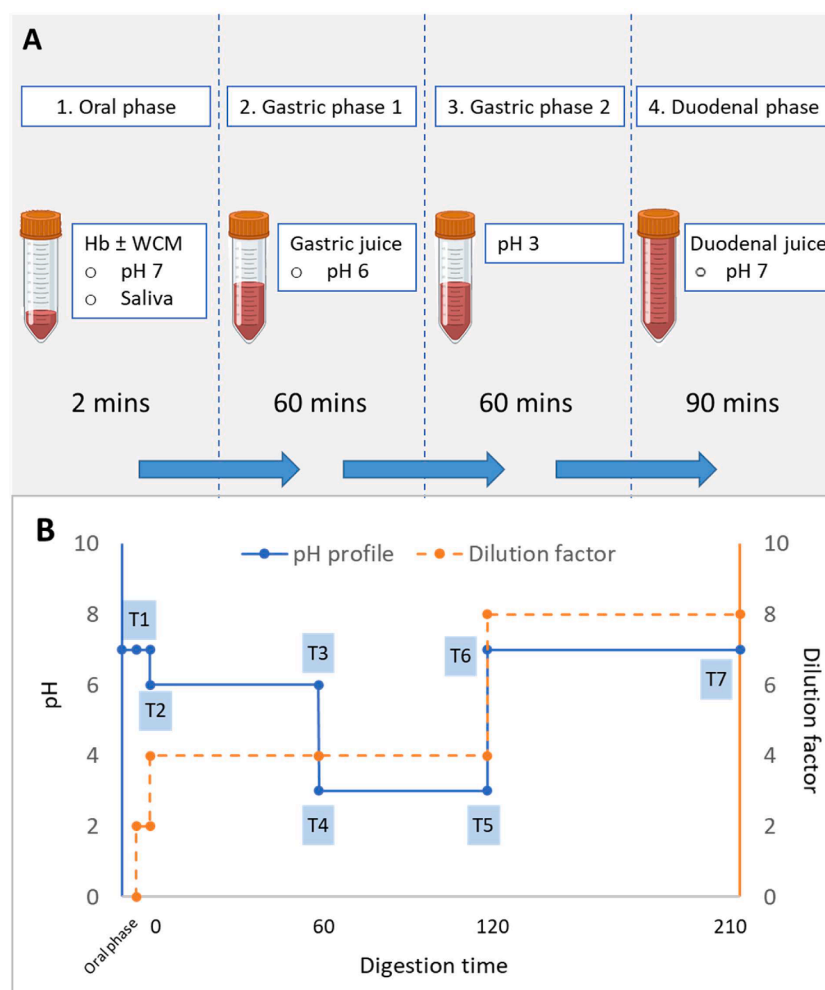 A
1. Oral phase
2. Gastric phase 1
3. Gastric phase 2
4. Duodenal phase
Hb ± WCM
○ pH 7
○ Saliva
Gastric juice
○ pH 6
pH 3
Duodenal juice
○ pH 7
2 mins
60 mins
60 mins
90 mins
B
pH profile
Dilution factor
10
8
6
4
2
0
pH
T1
T2
T3
T4
T5
T6
T7
10
8
6
4
2
0
Dilution factor
Oral phase
0
60
120
210
Digestion time